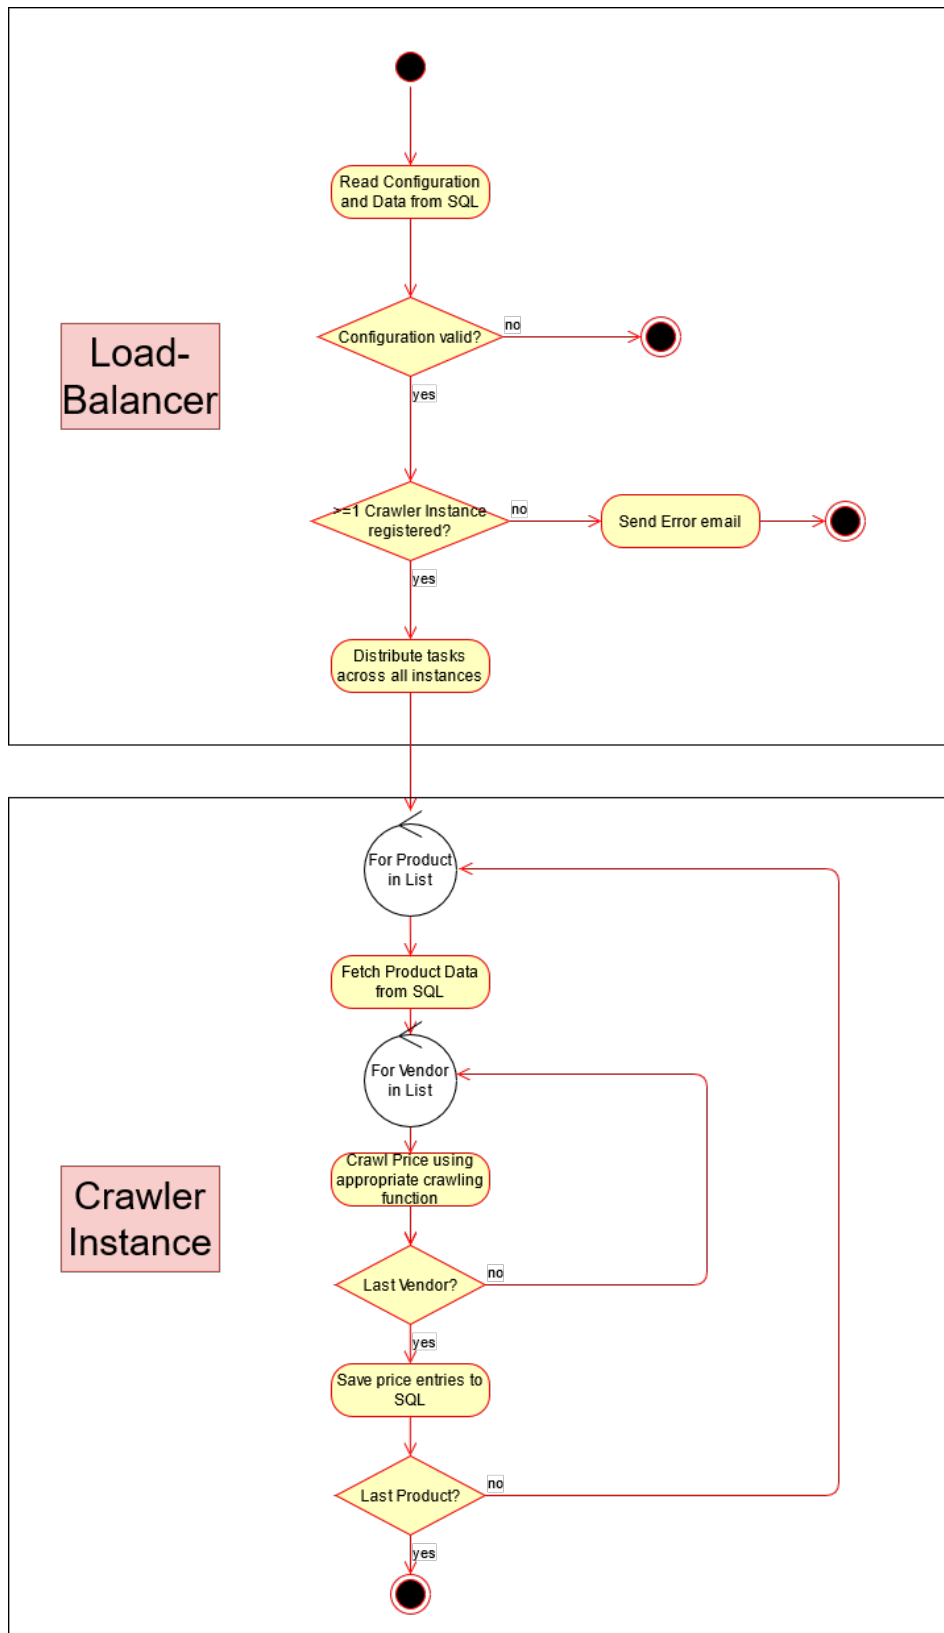 Read Configuration
and Data from SQL
Configuration valid?
no
Load-
Balancer
yes
>=1 Crawler Instance
registered?
no
Send Error email
yes
Distribute tasks
across all instances
For Product
in List
Fetch Product Data
from SQL
For Vendor
in List
Crawl Price using
appropriate crawling
function
Crawler
Instance
Last Vendor?
no
yes
Save price entries to
SQL
Last Product?
no
yes